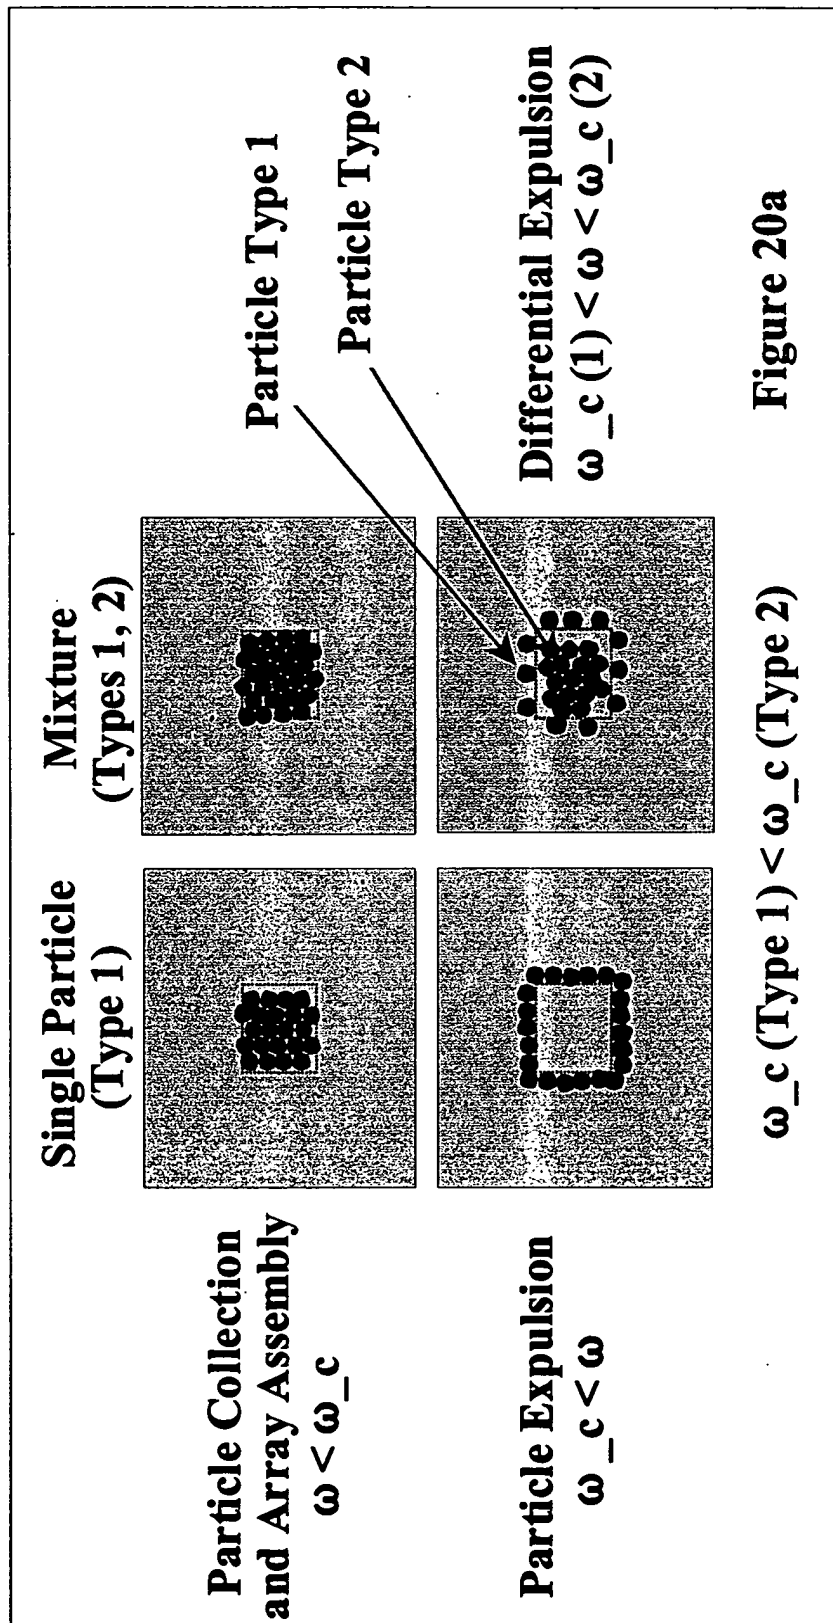 Single Particle
(Type 1)
Mixture
(Types 1, 2)
Particle Collection
and Array Assembly
ω < ω_c
Particle Type 1
Particle Type 2
Particle Expulsion
ω_c < ω
Differential Expulsion
ω_c (1) < ω < ω_c (2)
ω_c (Type 1) < ω_c (Type 2)
Figure 20a